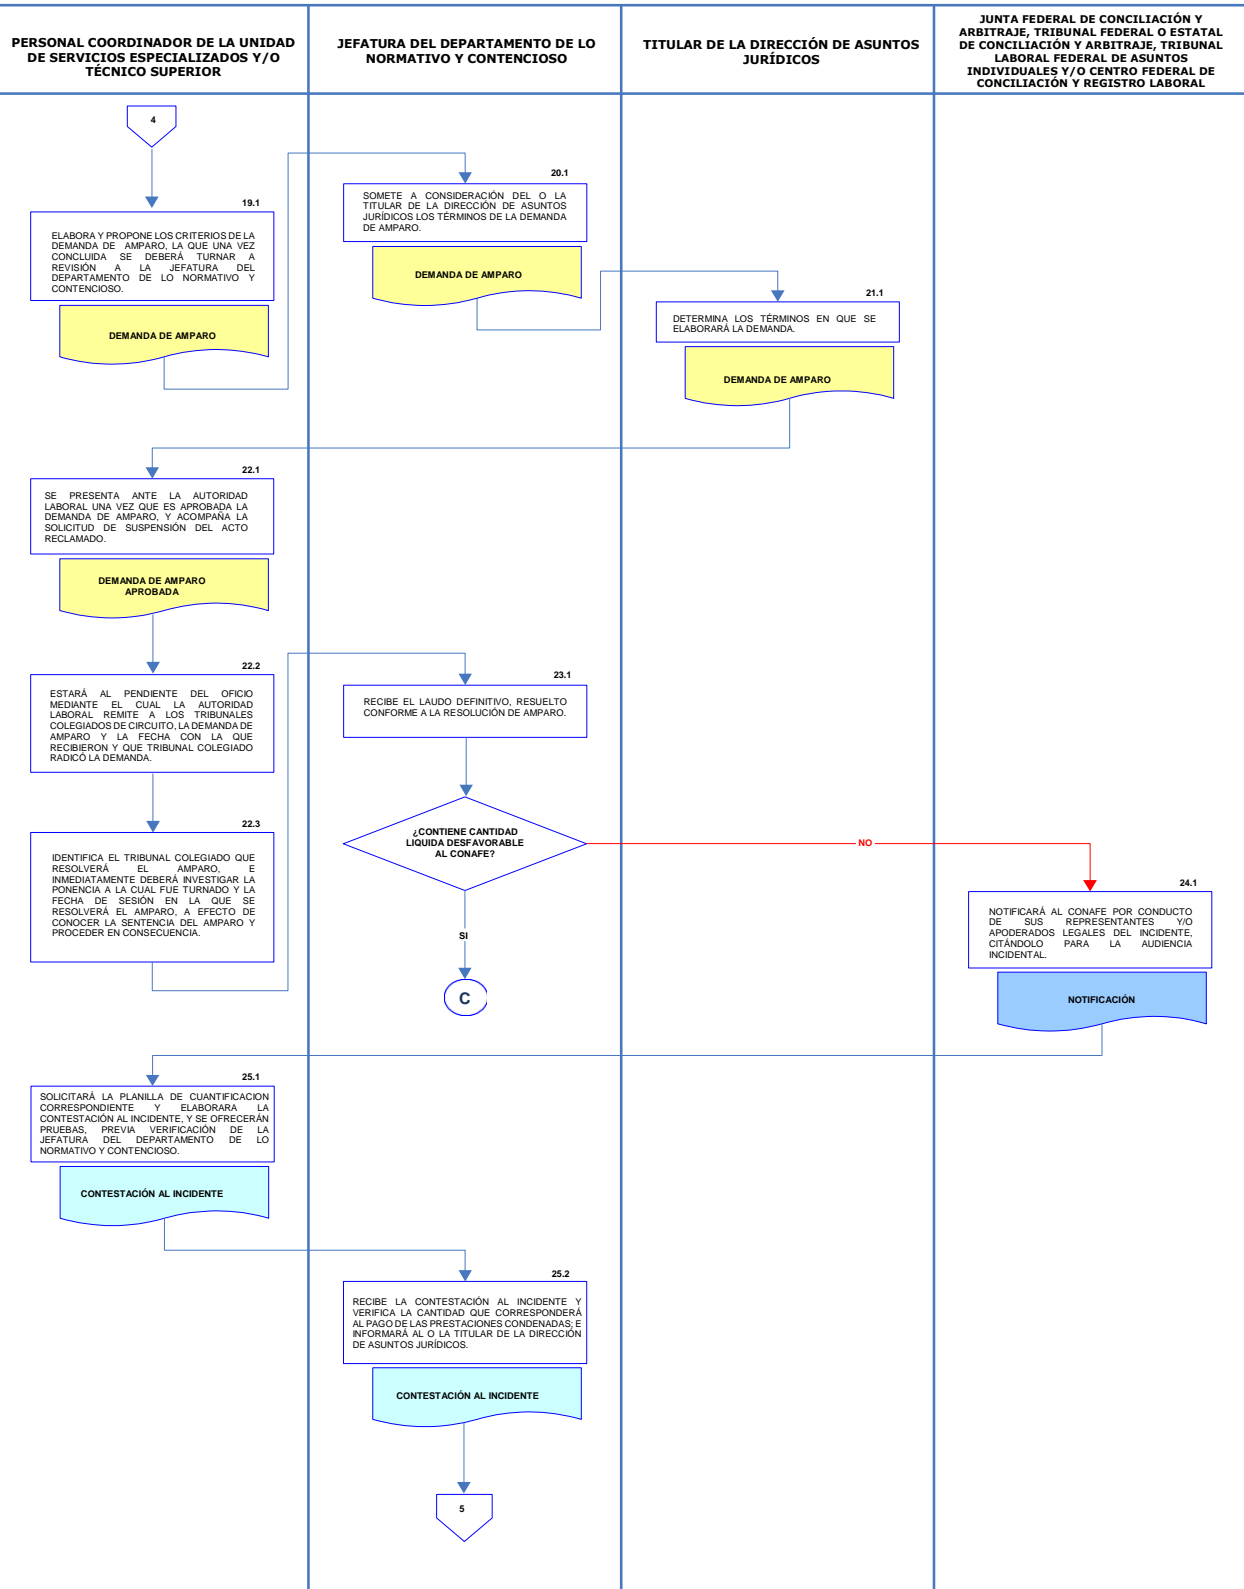 PERSONAL COORDINADOR DE LA UNIDAD
DE SERVICIOS ESPECIALIZADOS Y/O
TÉCNICO SUPERIOR
JEFATURA DEL DEPARTAMENTO DE LO
NORMATIVO Y CONTENCIOSO
TITULAR DE LA DIRECCIÓN DE ASUNTOS
JURÍDICOS
JUNTA FEDERAL DE CONCILIACIÓN Y
ARBITRAJE, TRIBUNAL FEDERAL O ESTATAL
DE CONCILIACIÓN Y ARBITRAJE, TRIBUNAL
LABORAL FEDERAL DE ASUNTOS
INDIVIDUALES Y/O CENTRO FEDERAL DE
CONCILIACIÓN Y REGISTRO LABORAL
4
19.1
ELABORA Y PROPONE LOS CRITERIOS DE LA
DEMANDA DE AMPARO, LA QUE UNA VEZ
CONCLUIDA SE DEBERÁ TURNAR A
REVISIÓN A LA JEFATURA DEL
DEPARTAMENTO DE LO NORMATIVO Y
CONTENCIOSO.
DEMANDA DE AMPARO
20.1
SOMETE A CONSIDERACIÓN DEL O LA
TITULAR DE LA DIRECCIÓN DE ASUNTOS
JURÍDICOS LOS TÉRMINOS DE LA DEMANDA
DE AMPARO.
DEMANDA DE AMPARO
21.1
DETERMINA LOS TÉRMINOS EN QUE SE
ELABORARÁ LA DEMANDA.
DEMANDA DE AMPARO
22.1
SE PRESENTA ANTE LA AUTORIDAD
LABORAL UNA VEZ QUE ES APROBADA LA
DEMANDA DE AMPARO, Y ACOMPAÑA LA
SOLICITUD DE SUSPENSIÓN DEL ACTO
RECLAMADO.
DEMANDA DE AMPARO
APROBADA
22.2
ESTARÁ AL PENDIENTE DEL OFICIO
MEDIANTE EL CUAL LA AUTORIDAD
LABORAL REMITE A LOS TRIBUNALES
COLEGIADOS DE CIRCUITO, LA DEMANDA DE
AMPARO Y LA FECHA CON LA QUE
RECIBIERON Y QUE TRIBUNAL COLEGIADO
RADICÓ LA DEMANDA.
22.3
IDENTIFICA EL TRIBUNAL COLEGIADO QUE
RESOLVERÁ EL AMPARO, E
INMEDIATAMENTE DEBERÁ INVESTIGAR LA
PONENCIA A LA CUAL FUE TURNADO Y LA
FECHA DE SESIÓN EN LA QUE SE
RESOLVERÁ EL AMPARO, A EFECTO DE
CONOCER LA SENTENCIA DEL AMPARO Y
PROCEDER EN CONSECUENCIA.
23.1
RECIBE EL LAUDO DEFINITIVO, RESUELTO
CONFORME A LA RESOLUCIÓN DE AMPARO.
¿CONTIENE CANTIDAD
LIQUIDA DESFAVORABLE
AL CONAFE?
NO
SI
C
24.1
NOTIFICARÁ AL CONAFE POR CONDUCTO
DE SUS REPRESENTANTES Y/O
APODERADOS LEGALES DEL INCIDENTE,
CITÁNDOLO PARA LA AUDIENCIA
INCIDENTAL.
NOTIFICACIÓN
25.1
SOLICITARÁ LA PLANILLA DE CUANTIFICACION
CORRESPONDIENTE Y ELABORARA LA
CONTESTACIÓN AL INCIDENTE, Y SE OFRECERÁN
PRUEBAS, PREVIA VERIFICACIÓN DE LA
JEFATURA DEL DEPARTAMENTO DE LO
NORMATIVO Y CONTENCIOSO.
CONTESTACIÓN AL INCIDENTE
25.2
RECIBE LA CONTESTACIÓN AL INCIDENTE Y
VERIFICA LA CANTIDAD QUE CORRESPONDERÁ
AL PAGO DE LAS PRESTACIONES CONDENADAS; E
INFORMARÁ AL O LA TITULAR DE LA DIRECCIÓN
DE ASUNTOS JURÍDICOS.
CONTESTACIÓN AL INCIDENTE
5